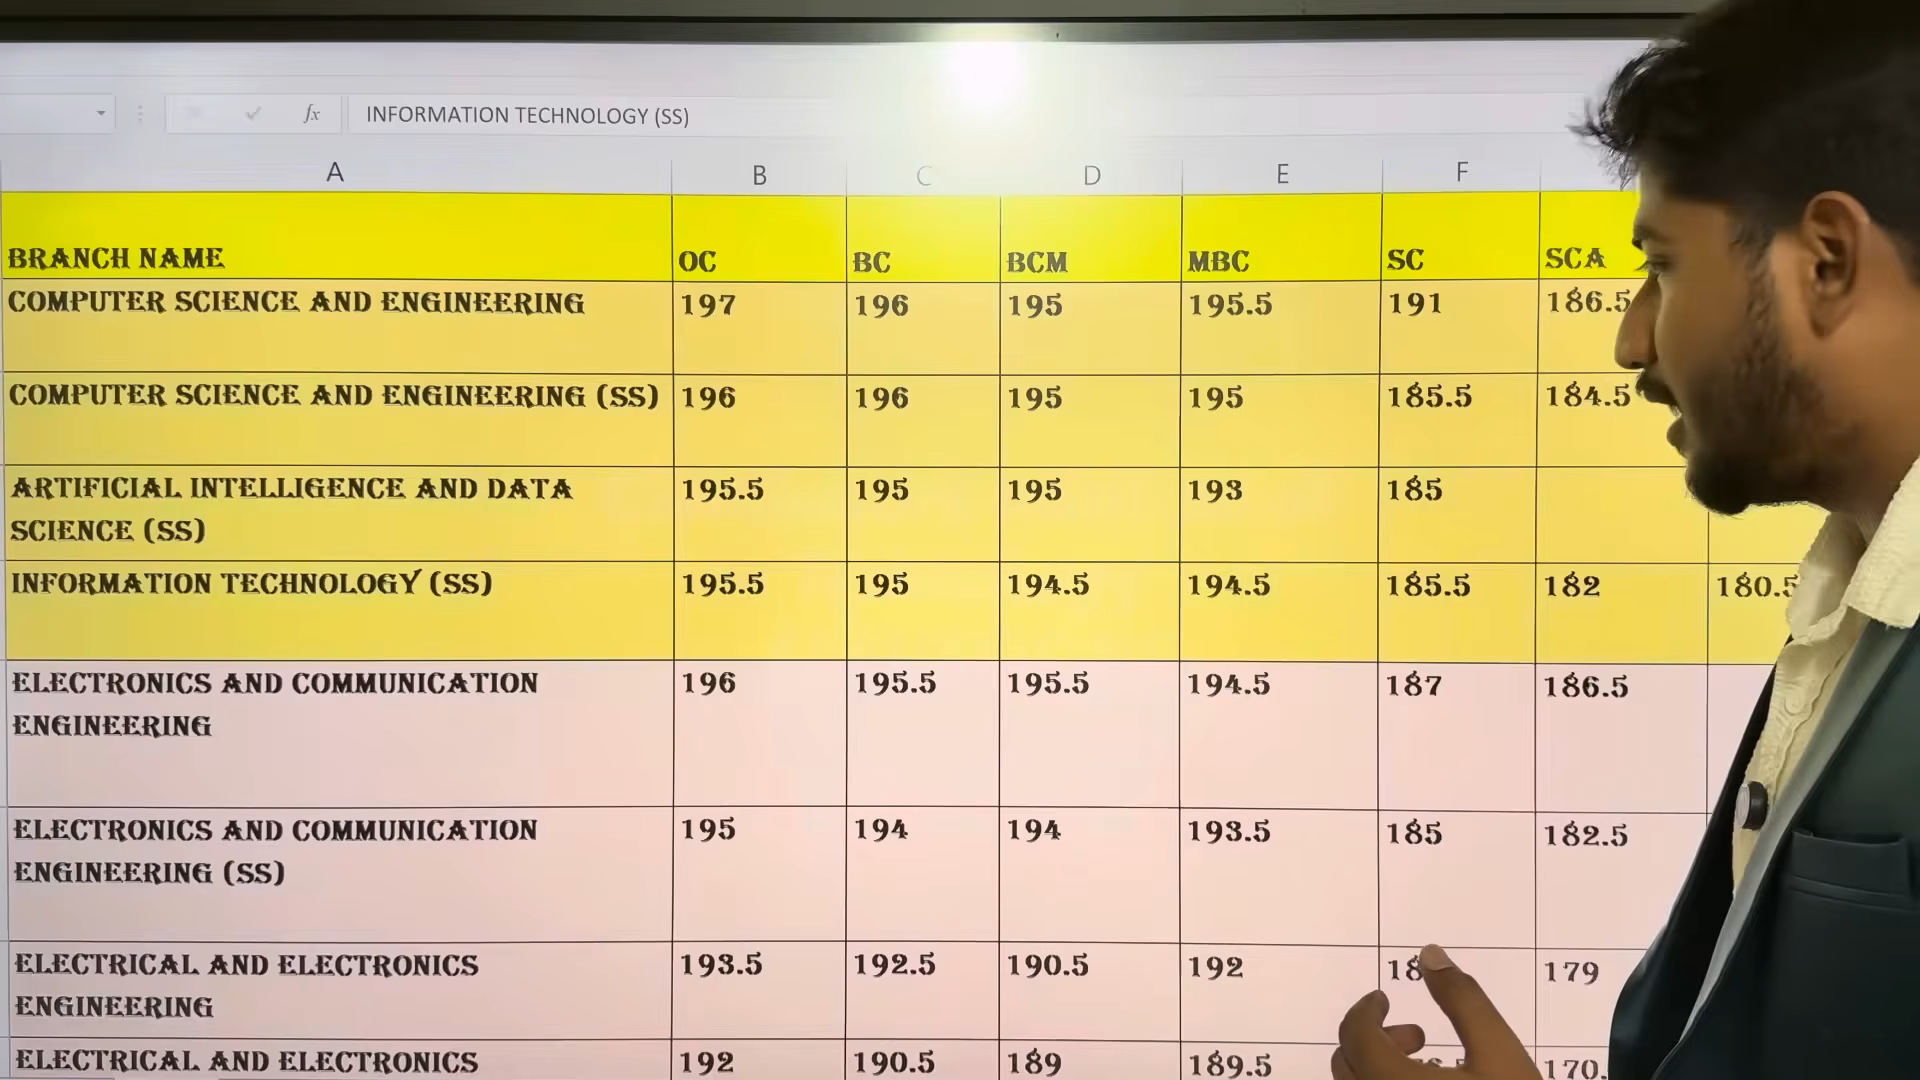 fx INFORMATION TECHNOLOGY (SS)
A B C D E F
BRANCH NAME OC BC BCM MBC SC SCA
COMPUTER SCIENCE AND ENGINEERING 197 196 195 195.5 191 186.5
COMPUTER SCIENCE AND ENGINEERING (SS) 196 196 195 195 185.5 184.5
ARTIFICIAL INTELLIGENCE AND DATA 195.5 195 195 193 185
SCIENCE (SS)
INFORMATION TECHNOLOGY (SS) 195.5 195 194.5 194.5 185.5 182 180.5
ELECTRONICS AND COMMUNICATION 196 195.5 195.5 194.5 187 186.5
ENGINEERING
ELECTRONICS AND COMMUNICATION 195 194 194 193.5 185 182.5
ENGINEERING (SS)
ELECTRICAL AND ELECTRONICS 193.5 192.5 190.5 192 179
ENGINEERING
ELECTRICAL AND ELECTRONICS 192 190.5 189 189.5